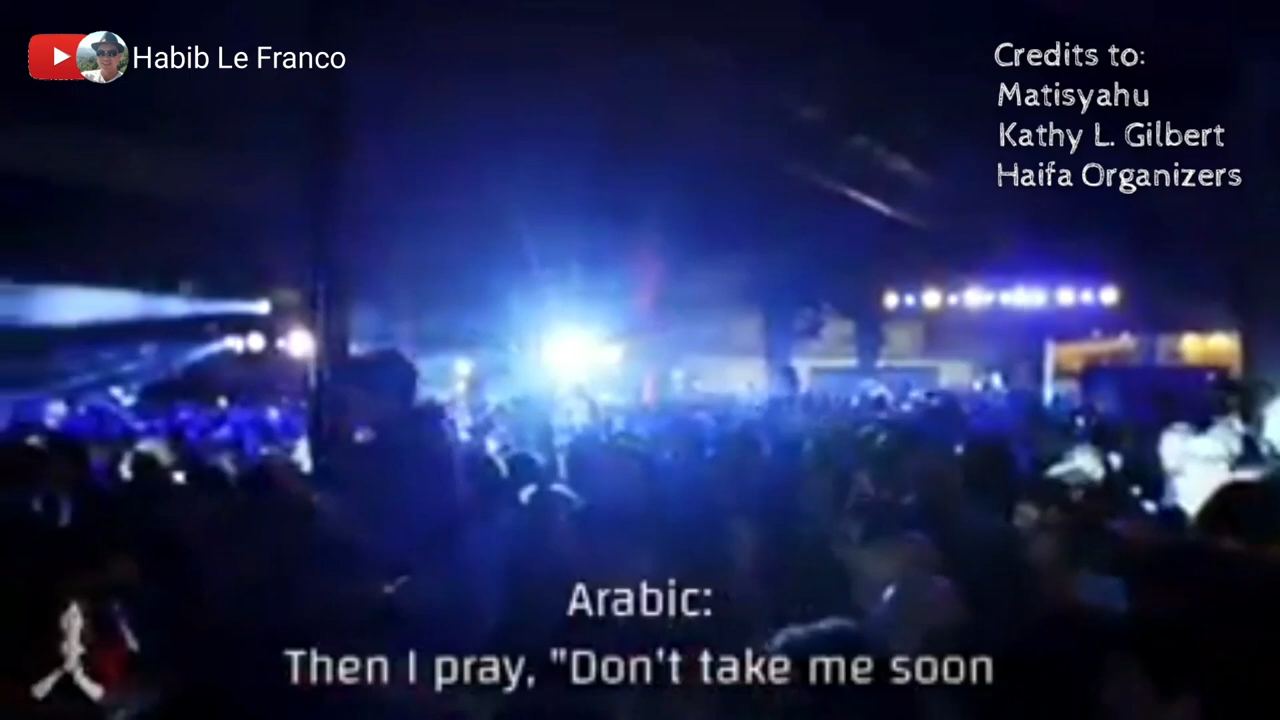 Habib Le Franco
Credits to:
Matisyahu
Kathy L. Gilbert
Haifa Organizers
Arabic:
Then I pray, "Don't take me soon